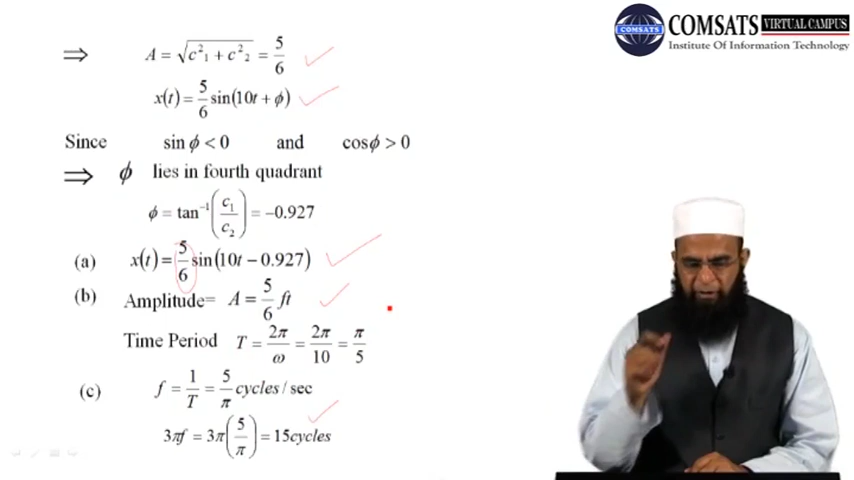 COMSATS VIRTUAL CAMPUS
Institute Of Information Technology
⇒ A = √(c²₁ + c²₂) = 5/6
x(t) = 5/6 sin(10t + ϕ)
Since sin ϕ < 0 and cos ϕ > 0
⇒ ϕ lies in fourth quadrant
ϕ = tan⁻¹(c₁/c₂) = −0.927
(a) x(t) = 5/6 sin(10t − 0.927)
(b) Amplitude= A = 5/6 ft
Time Period T = 2π/ω = 2π/10 = π/5
(c) f = 1/T = 5/π cycles/sec
3πf = 3π(5/π) = 15cycles